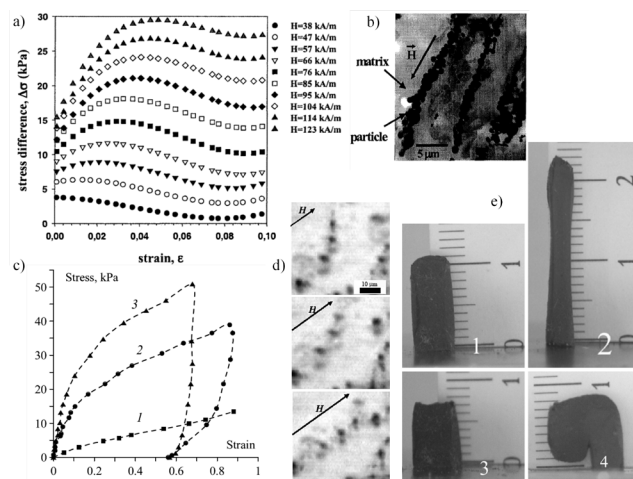 a)
30
25
20
15
10
5
0
stress difference, Δσ (kPa)
0,00 0,02 0,04 0,06 0,08 0,10
strain, ε
H=38 kA/m
H=47 kA/m
H=57 kA/m
H=66 kA/m
H=76 kA/m
H=85 kA/m
H=95 kA/m
H=104 kA/m
H=114 kA/m
H=123 kA/m
b)
H
matrix
particle
5 μm
c)
Stress, kPa
50
40
30
20
10
0
3
2
1
Strain
0 0.2 0.4 0.6 0.8 1
d)
H
10 μm
H
H
e)
1
0
1
2
1
0
2
1
3
1
4